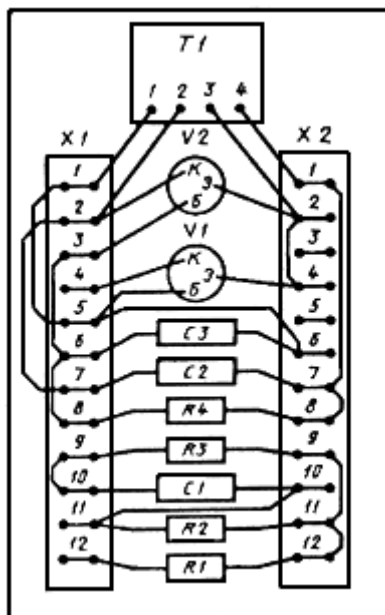 T1
1 2 3 4
X1 V2 X2
1 К Э 1
2 Б 2
3 V1 3
4 К Э 4
5 Б 5
6 C3 6
7 C2 7
8 R4 8
9 R3 9
10 C1 10
11 R2 11
12 R1 12